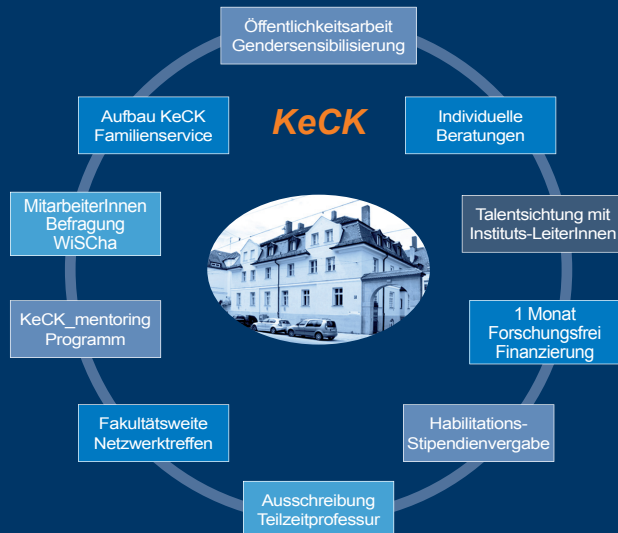 Öffentlichkeitsarbeit
Gendersensibilisierung
KeCK
Aufbau KeCK
Familienservice
Individuelle
Beratungen
MitarbeiterInnen
Befragung
WiSCha
Talentsichtung mit
Instituts-LeiterInnen
KeCK_mentoring
Programm
1 Monat
Forschungsfrei
Finanzierung
Fakultätsweite
Netzwerktreffen
Habilitations-
Stipendienvergabe
Ausschreibung
Teilzeitprofessur